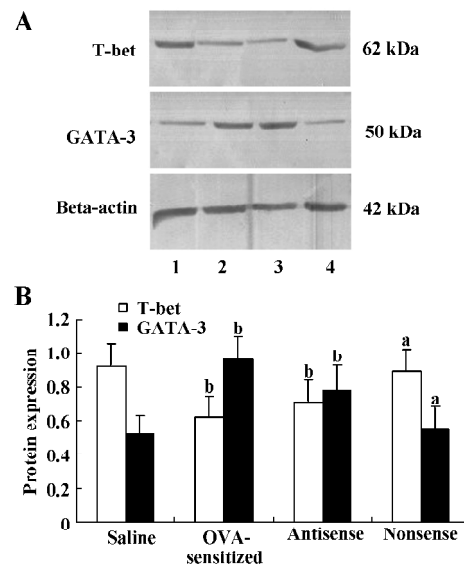 A
T-bet
62 kDa
GATA-3
50 kDa
Beta-actin
42 kDa
1 2 3 4
B
T-bet
GATA-3
Protein expression
1.2
1.0
0.8
0.6
0.4
0.2
0
b
b
b
b
a
a
Saline
OVA-
sensitized
Antisense
Nonsense